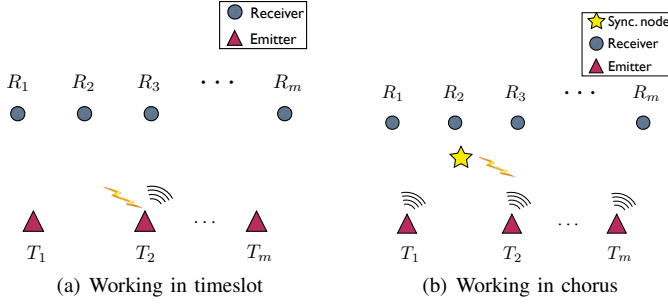 Receiver
Emitter
R1 R2 R3 · · · Rm
T1 T2 · · · Tm
(a) Working in timeslot
Sync. node
Receiver
Emitter
R1 R2 R3 · · · Rm
T1 T2 · · · Tm
(b) Working in chorus